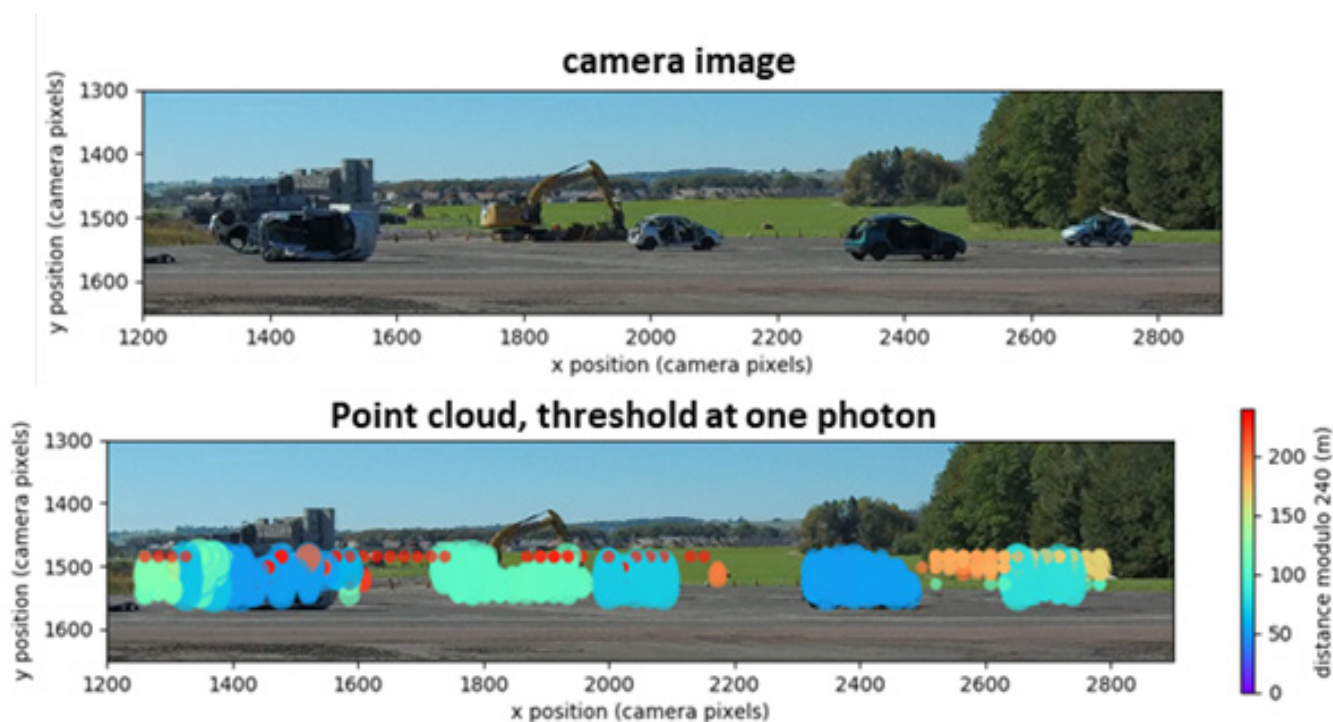 camera image
y position (camera pixels)
1300
1400
1500
1600
1200 1400 1600 1800 2000 2200 2400 2600 2800
x position (camera pixels)
Point cloud, threshold at one photon
y position (camera pixels)
1300
1400
1500
1600
1200 1400 1600 1800 2000 2200 2400 2600 2800
x position (camera pixels)
200
150
100
50
0
distance modulo 240 (m)